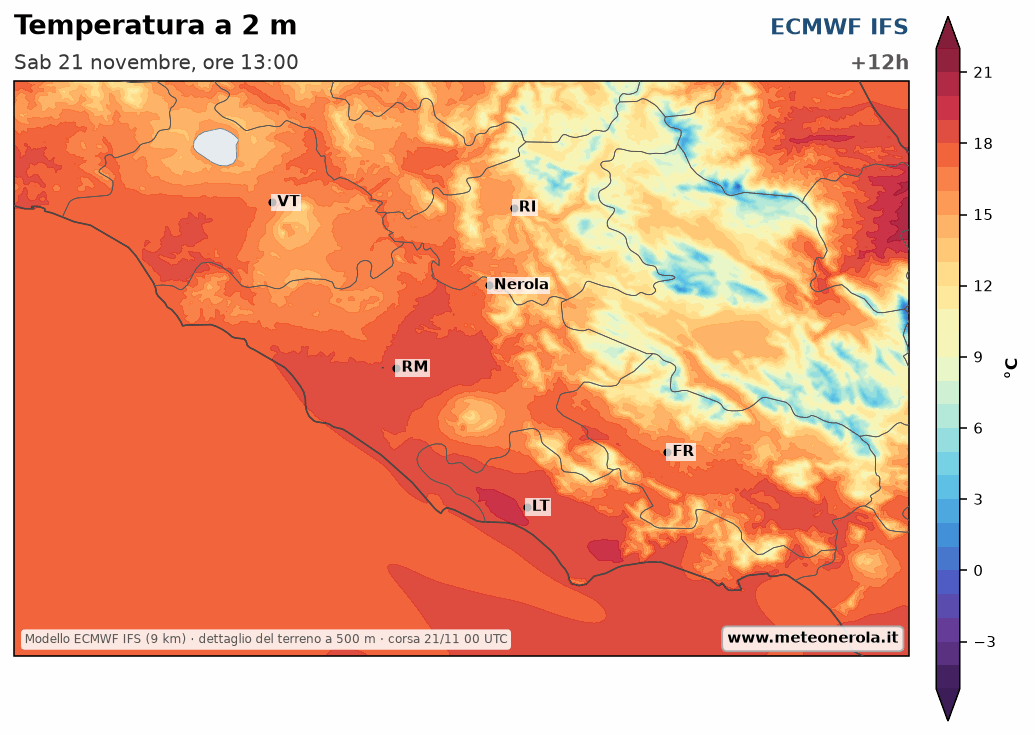 Temperatura a 2 m
ECMWF IFS
Sab 21 novembre, ore 13:00
+12h
21
18
15
12
9
6
3
0
−3
°C
VT
RI
Nerola
RM
FR
LT
Modello ECMWF IFS (9 km) · dettaglio del terreno a 500 m · corsa 21/11 00 UTC
www.meteonerola.it